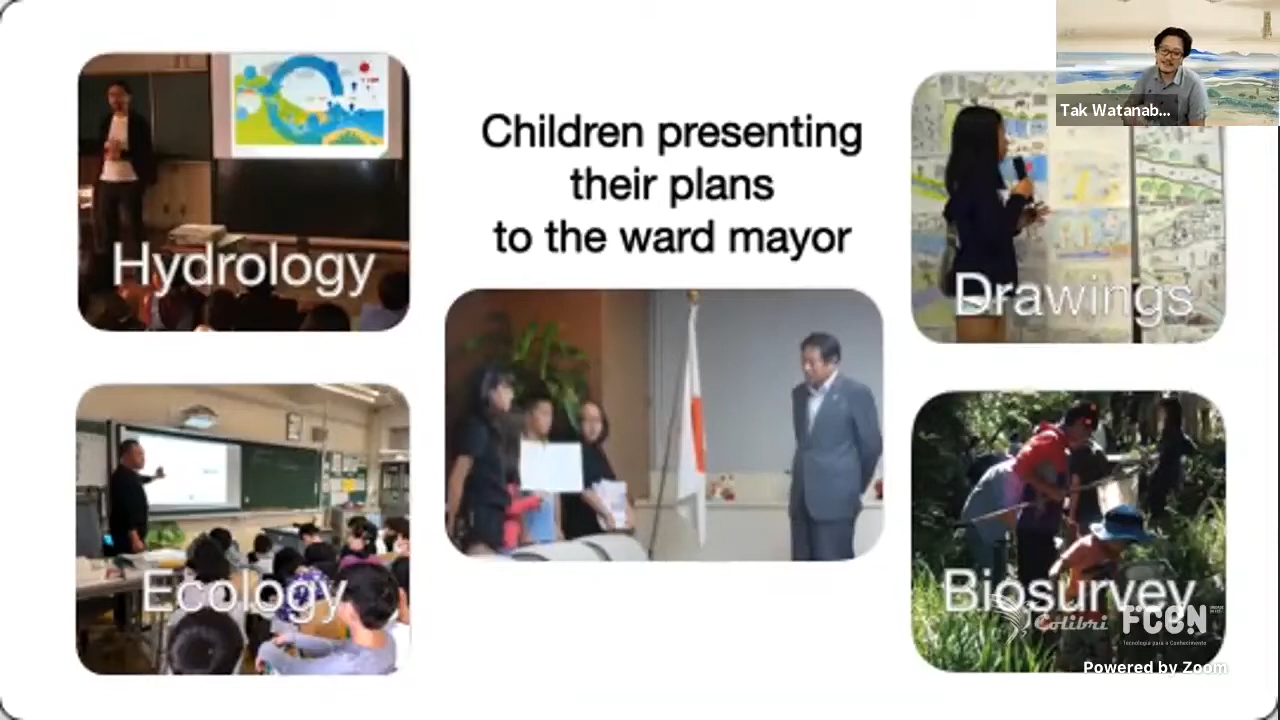 Tak Watanab...
Children presenting
their plans
to the ward mayor
Hydrology
Drawings
Ecology
Biosurvey
Colibri
FCCN
Tecnologia para o Conhecimento
Powered by Zoom